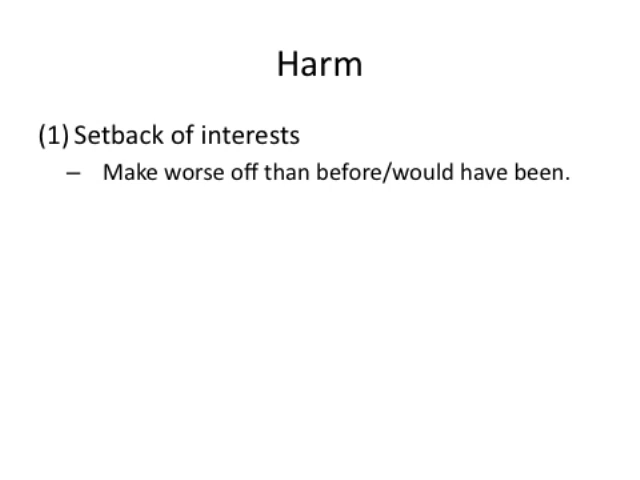 Harm
(1) Setback of interests
– Make worse off than before/would have been.